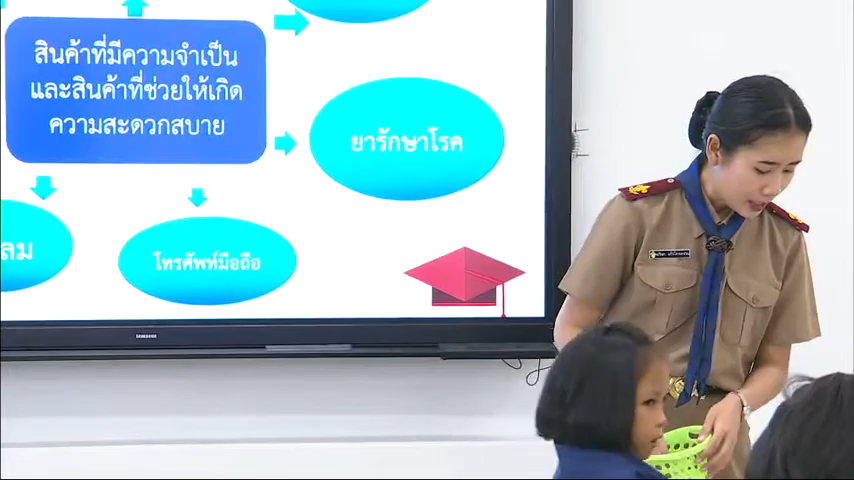 สินค้าที่มีความจำเป็น
และสินค้าที่ช่วยให้เกิด
ความสะดวกสบาย
ยารักษาโรค
ลม
โทรศัพท์มือถือ
SAMSUNG